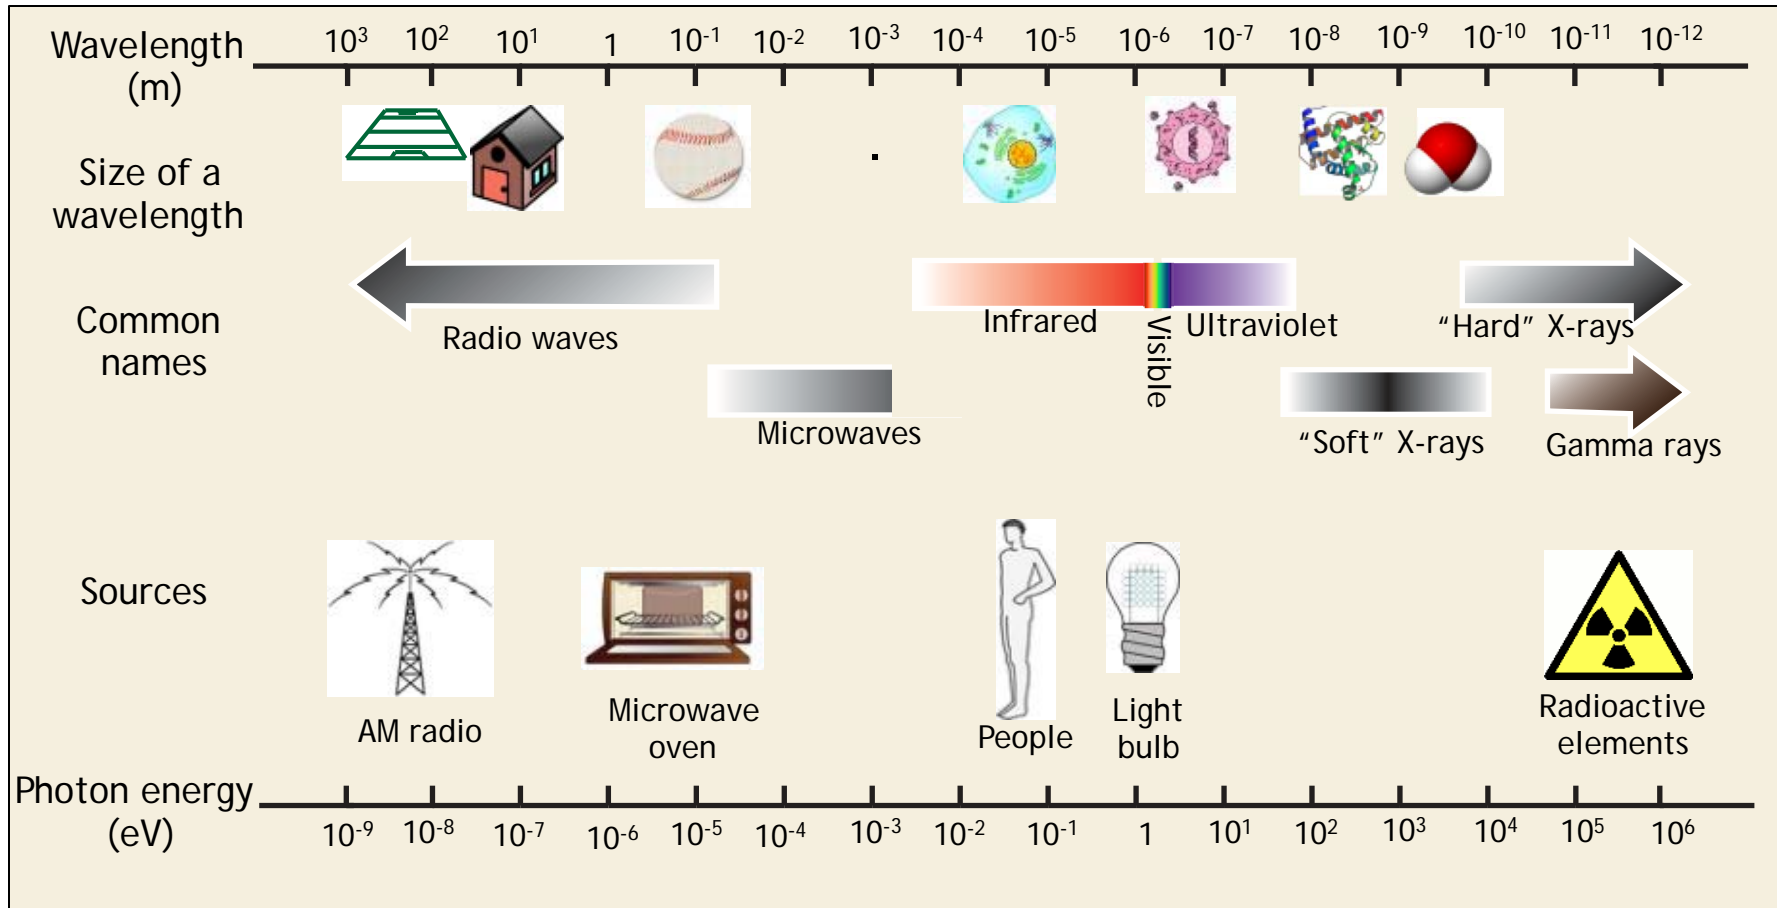 Wavelength (m)
10³ 10² 10¹ 1 10⁻¹ 10⁻² 10⁻³ 10⁻⁴ 10⁻⁵ 10⁻⁶ 10⁻⁷ 10⁻⁸ 10⁻⁹ 10⁻¹⁰ 10⁻¹¹ 10⁻¹²
Size of a
wavelength
Common
names
Radio waves
Microwaves
Infrared
Visible
Ultraviolet
“Soft” X-rays
“Hard” X-rays
Gamma rays
Sources
AM radio
Microwave
oven
People
Light
bulb
Radioactive
elements
Photon energy
(eV)
10⁻⁹ 10⁻⁸ 10⁻⁷ 10⁻⁶ 10⁻⁵ 10⁻⁴ 10⁻³ 10⁻² 10⁻¹ 1 10¹ 10² 10³ 10⁴ 10⁵ 10⁶